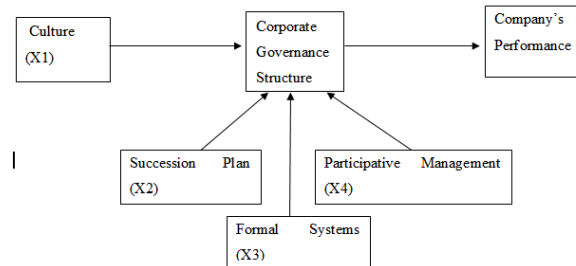 Culture
(X1)
Corporate
Governance
Structure
Company's
Performance
Succession Plan
(X2)
Participative Management
(X4)
Formal Systems
(X3)